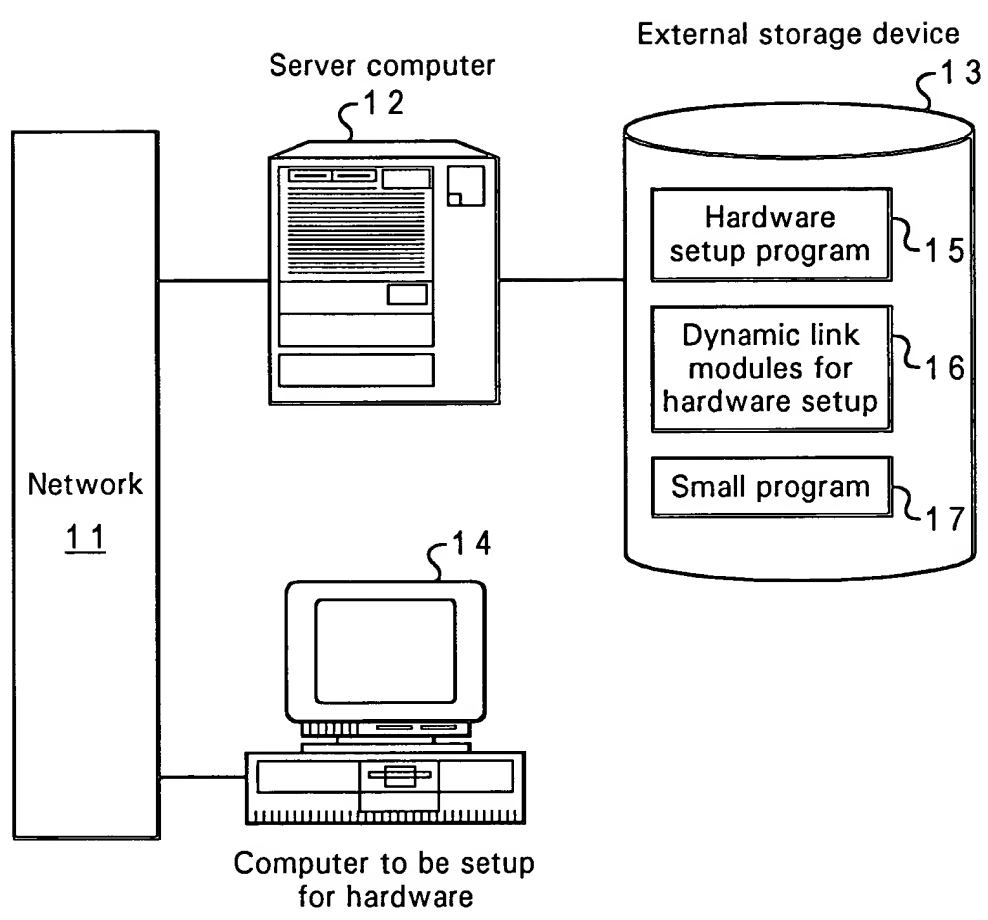 External storage device
13
Server computer
12
Hardware
setup program
15
Dynamic link
modules for
hardware setup
16
Small program
17
Network
11
14
Computer to be setup
for hardware